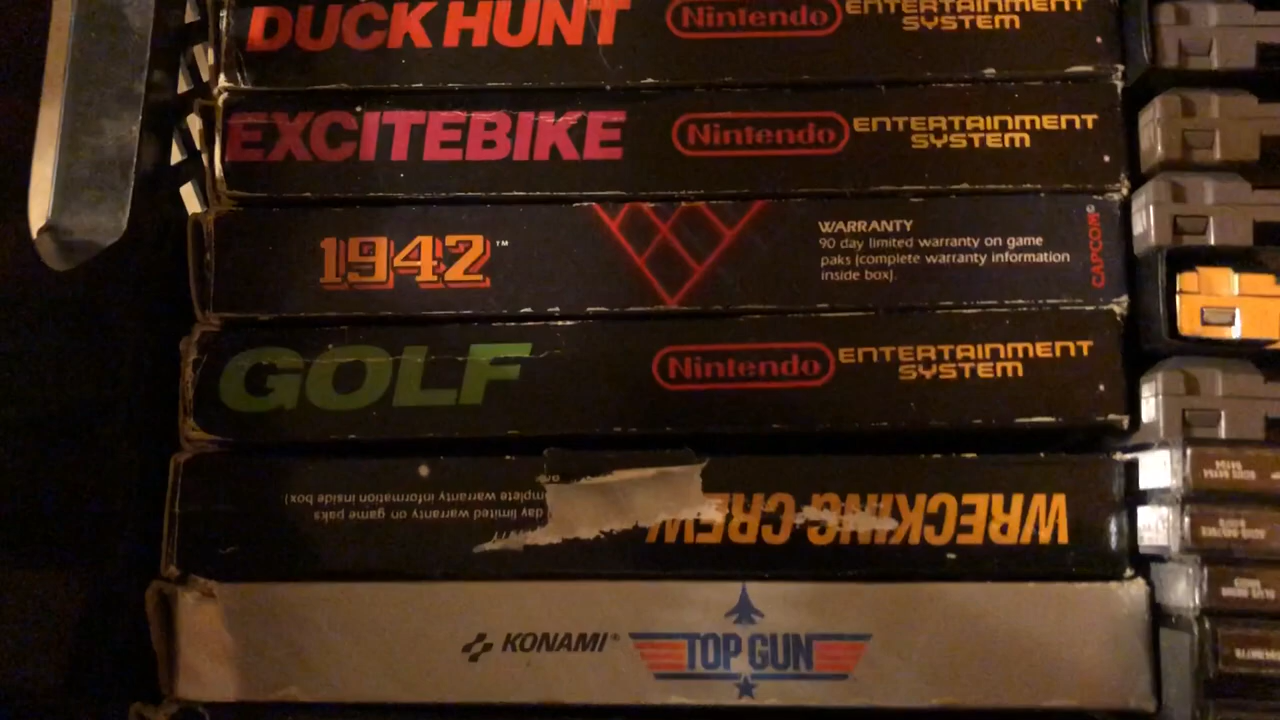 DUCK HUNT
Nintendo
ENTERTAINMENT
SYSTEM
EXCITEBIKE
Nintendo
ENTERTAINMENT
SYSTEM
1942™
WARRANTY
90 day limited warranty on game
paks (complete warranty information
inside box).
CAPCOM©
GOLF
Nintendo
ENTERTAINMENT
SYSTEM
WRECKING CREW
day limited warranty on game paks
mplete warranty information inside box)
KONAMI®
TOP GUN